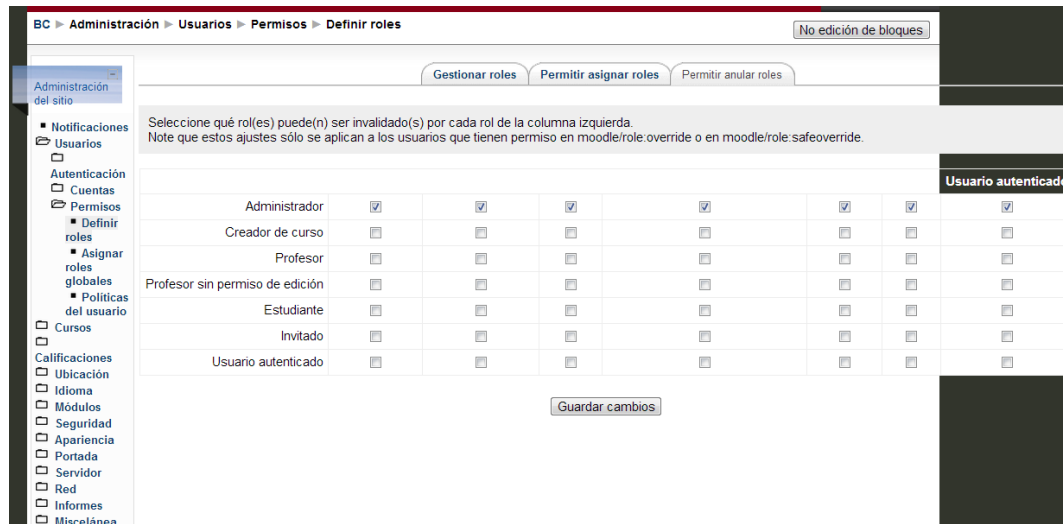 BC ► Administración ► Usuarios ► Permisos ► Definir roles
No edición de bloques
Administración
del sitio
Notificaciones
Usuarios
Autenticación
Cuentas
Permisos
Definir
roles
Asignar
roles
globales
Políticas
del usuario
Cursos
Calificaciones
Ubicación
Idioma
Módulos
Seguridad
Apariencia
Portada
Servidor
Red
Informes
Miscelánea
Gestionar roles
Permitir asignar roles
Permitir anular roles
Seleccione qué rol(es) puede(n) ser invalidado(s) por cada rol de la columna izquierda.
Note que estos ajustes sólo se aplican a los usuarios que tienen permiso en moodle/role:override o en moodle/role:safeoverride.
Usuario autenticado
Administrador
Creador de curso
Profesor
Profesor sin permiso de edición
Estudiante
Invitado
Usuario autenticado
Guardar cambios